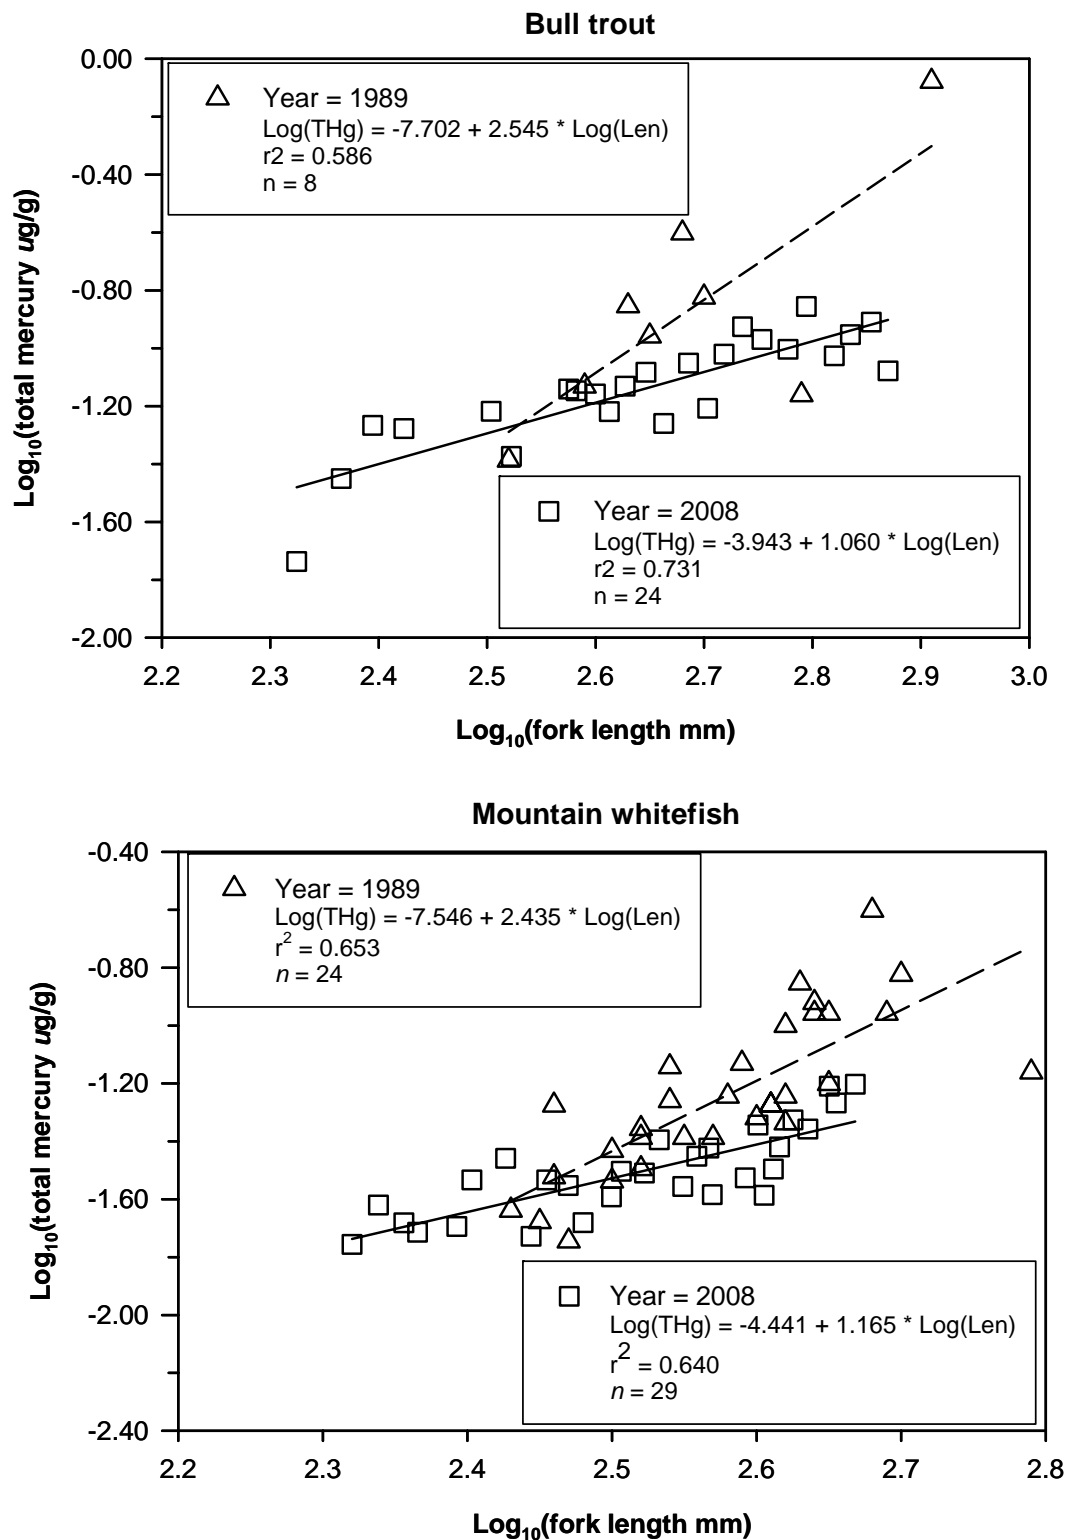 Bull trout
0.00
-0.40
-0.80
-1.20
-1.60
-2.00
Log10(total mercury ug/g)
Year = 1989
Log(THg) = -7.702 + 2.545 * Log(Len)
r2 = 0.586
n = 8
Year = 2008
Log(THg) = -3.943 + 1.060 * Log(Len)
r2 = 0.731
n = 24
2.2 2.3 2.4 2.5 2.6 2.7 2.8 2.9 3.0
Log10(fork length mm)
Mountain whitefish
-0.40
-0.80
-1.20
-1.60
-2.00
-2.40
Log10(total mercury ug/g)
Year = 1989
Log(THg) = -7.546 + 2.435 * Log(Len)
r2 = 0.653
n = 24
Year = 2008
Log(THg) = -4.441 + 1.165 * Log(Len)
r2 = 0.640
n = 29
2.2 2.3 2.4 2.5 2.6 2.7 2.8
Log10(fork length mm)